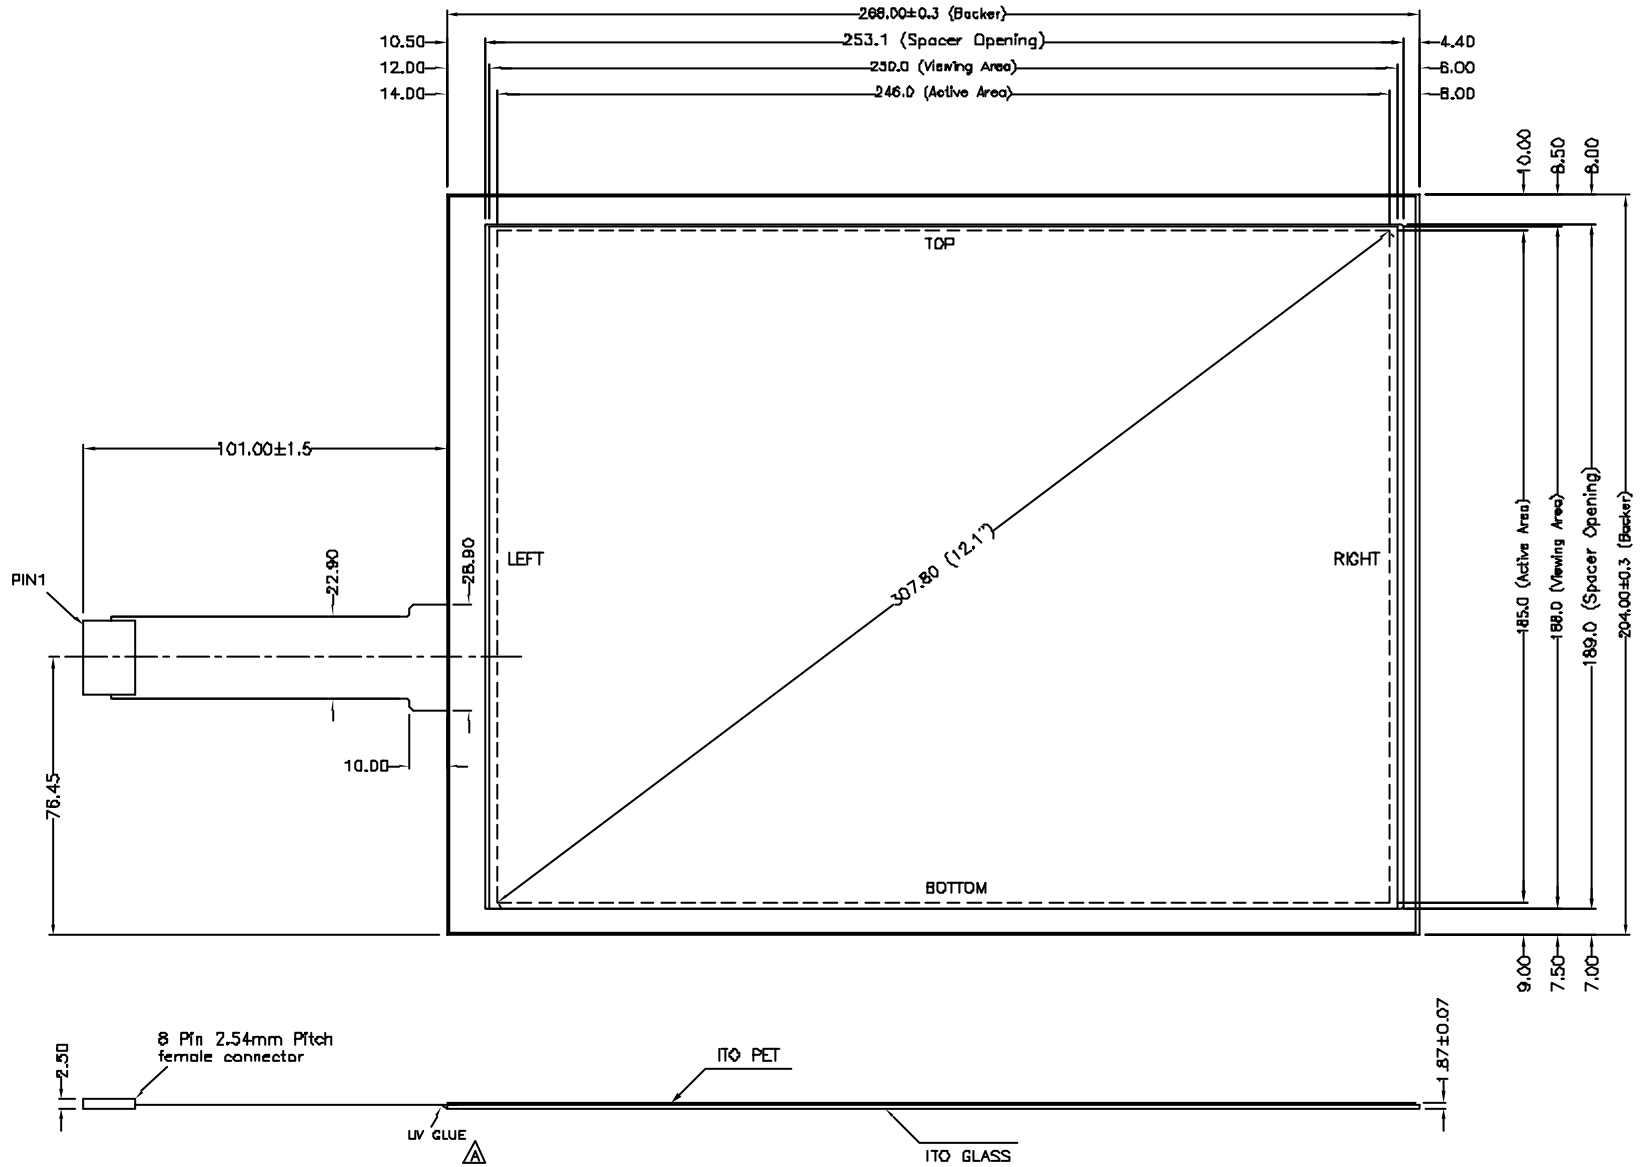 268.00±0.3 (Backer)
10.50
253.1 (Spacer Opening)
4.40
12.00
250.0 (Viewing Area)
6.00
14.00
246.0 (Active Area)
8.00
10.00
8.50
8.00
TOP
101.00±1.5
LEFT
RIGHT
307.80 (12.1")
185.0 (Active Area)
188.0 (Viewing Area)
189.0 (Spacer Opening)
204.00±0.3 (Backer)
PIN1
22.90
28.90
10.00
76.45
BOTTOM
9.00
7.50
7.00
8 Pin 2.54mm Pitch
female connector
2.50
ITO PET
1.87±0.07
UV GLUE
A
ITO GLASS